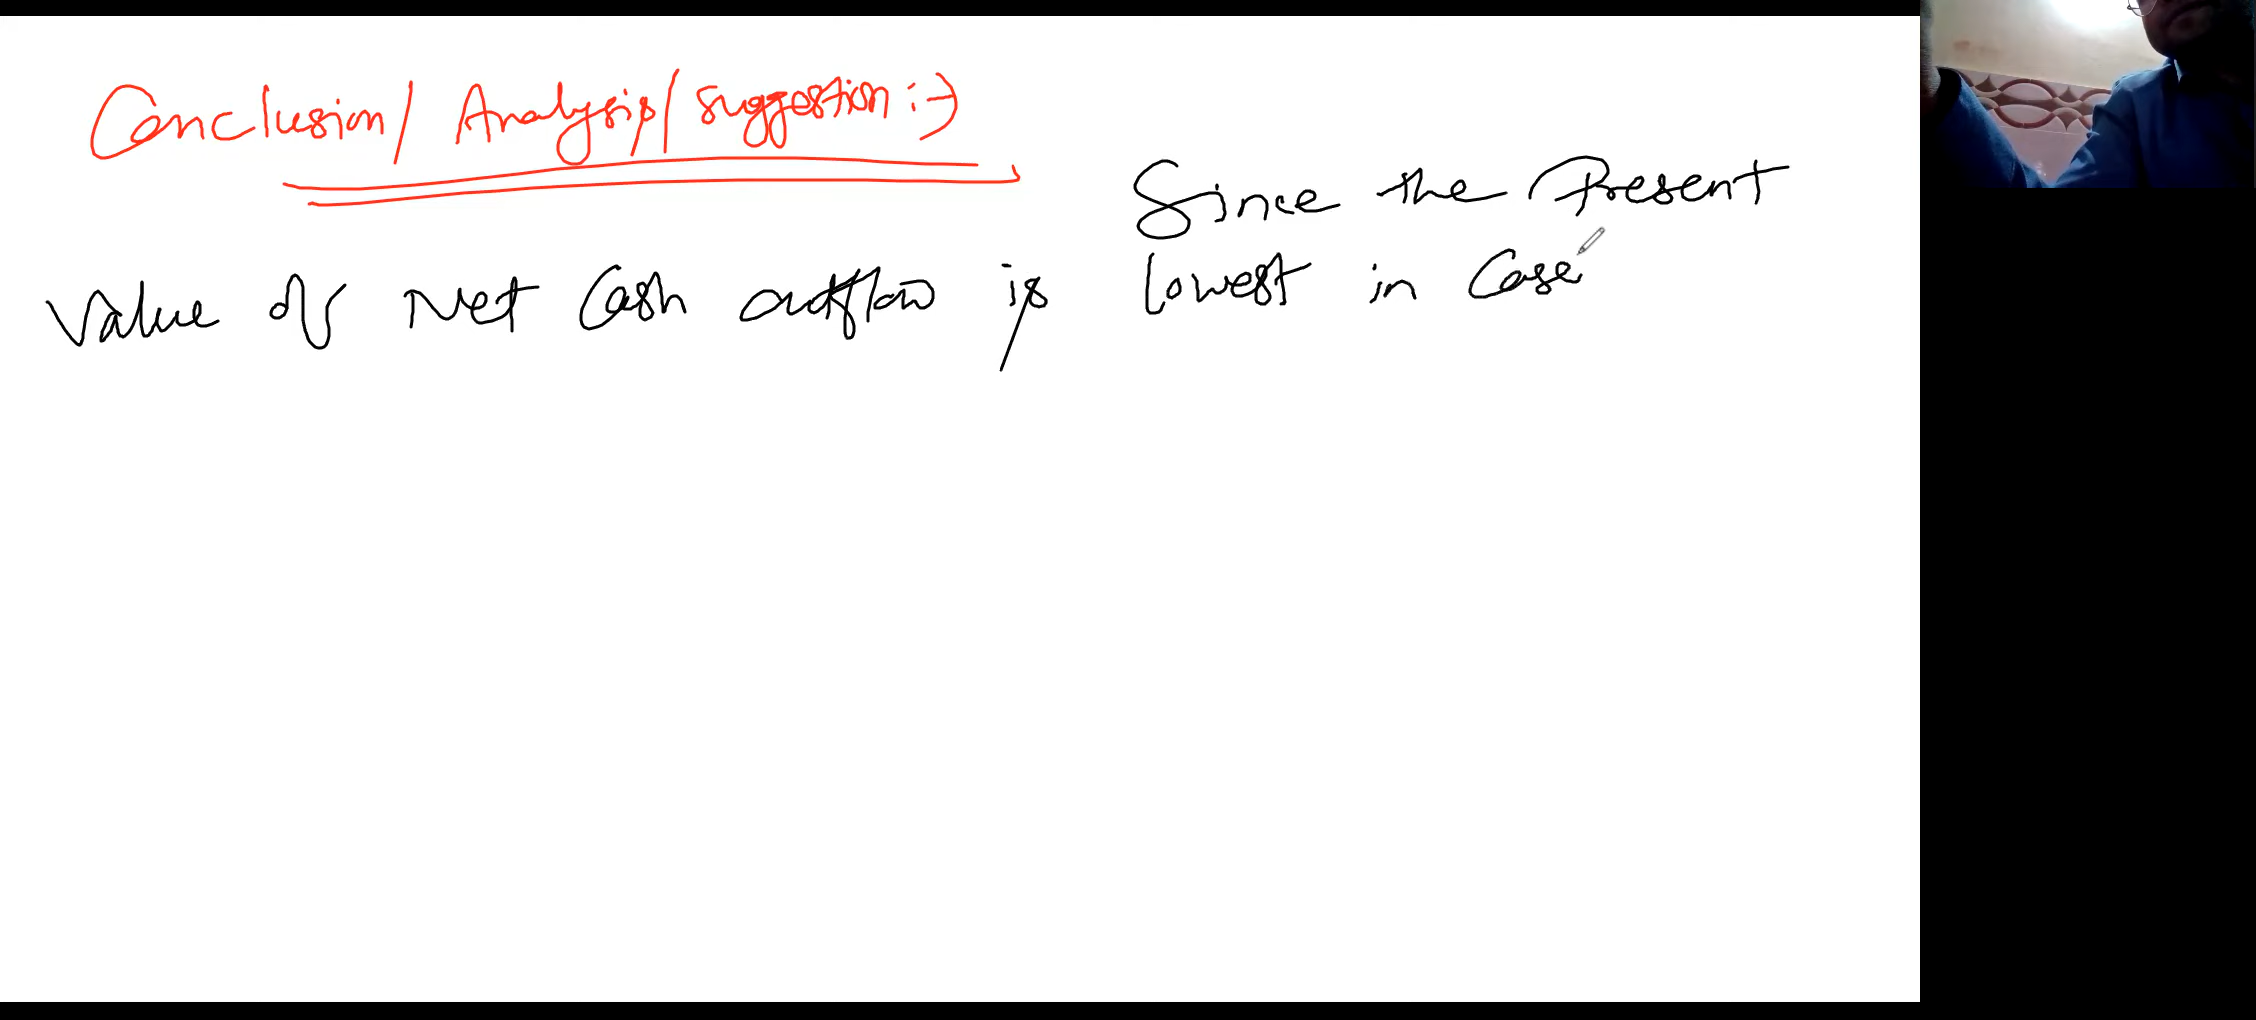 Conclusion/ Analysis/ Suggestion :→
Since the Present
Value of Net Cash outflow is lowest in Case